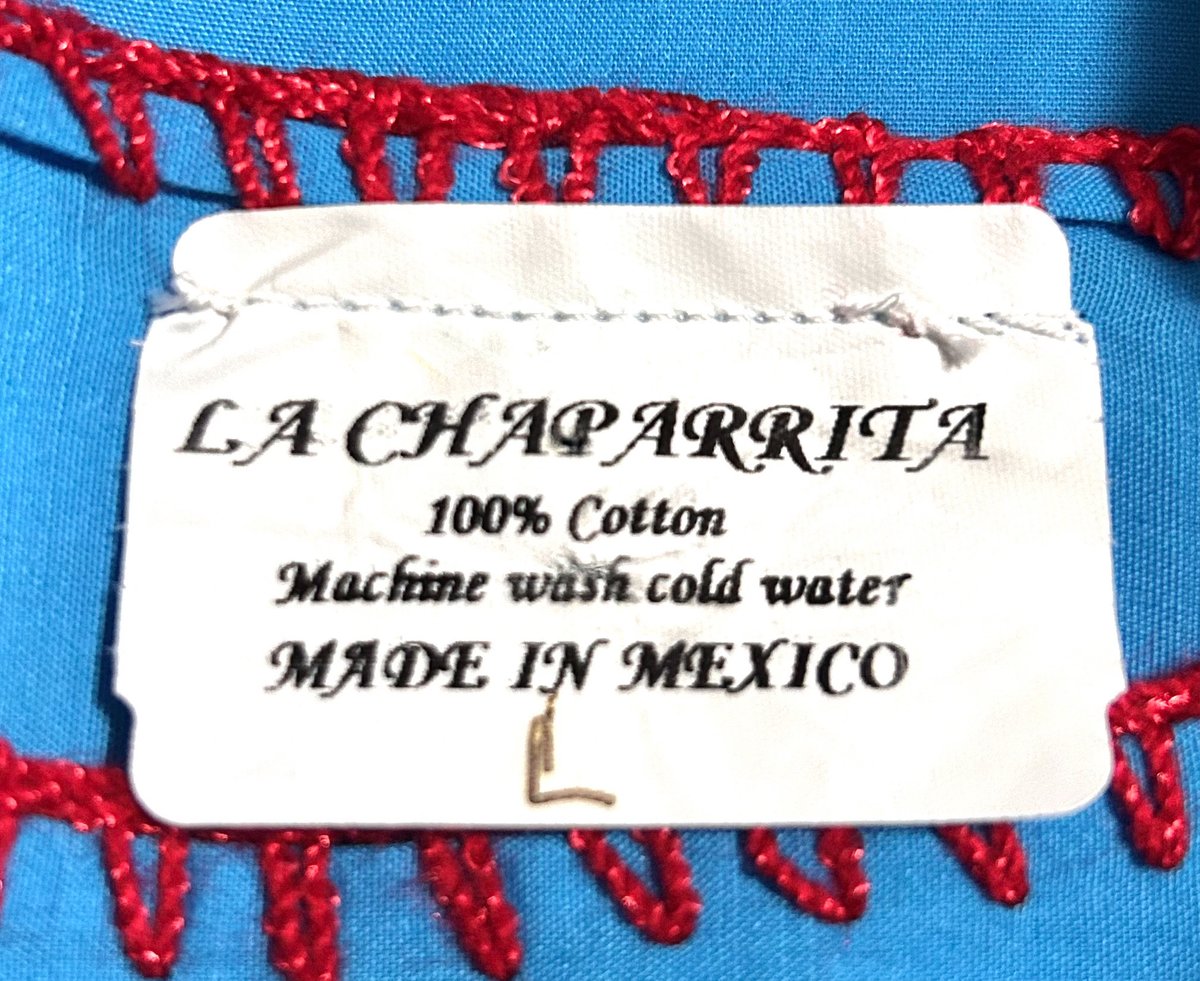 LA CHAPARRITA
100% Cotton
Machine wash cold water
MADE IN MEXICO
L